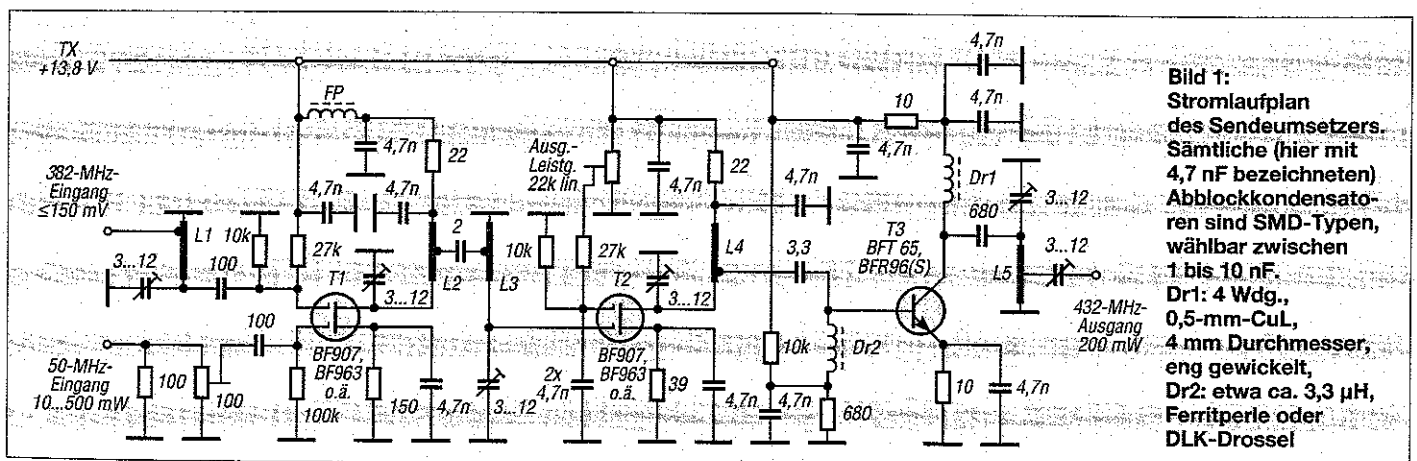 TX
+13,8 V
FP
4,7n
22
382-MHz-
Eingang
≤150 mV
L1
10k
3...12
100
4,7n
4,7n
27k
T1
2
L2
L3
3...12
50-MHz-
Eingang
10...500 mW
100
100
100
100k
BF907,
BF963
o.ä.
150
4,7n
3...12
Ausg.-
Leistg.
22k lin.
4,7n
22
4,7n
10k
27k
T2
L4
3...12
2x
4,7n
BF907,
BF963
o.ä.
39
4,7n
3,3
10k
4,7n
Dr2
680
4,7n
10
4,7n
4,7n
Dr1
680
3...12
T3
BFT 65,
BFR96(S)
L5
3...12
432-MHz-
Ausgang
200 mW
10
4,7n
Bild 1:
Stromlaufplan
des Sendeumsetzers.
Sämtliche (hier mit
4,7 nF bezeichneten)
Abblockkondensato-
ren sind SMD-Typen,
wählbar zwischen
1 bis 10 nF.
Dr1: 4 Wdg.,
0,5-mm-CuL,
4 mm Durchmesser,
eng gewickelt,
Dr2: etwa ca. 3,3 µH,
Ferritperle oder
DLK-Drossel